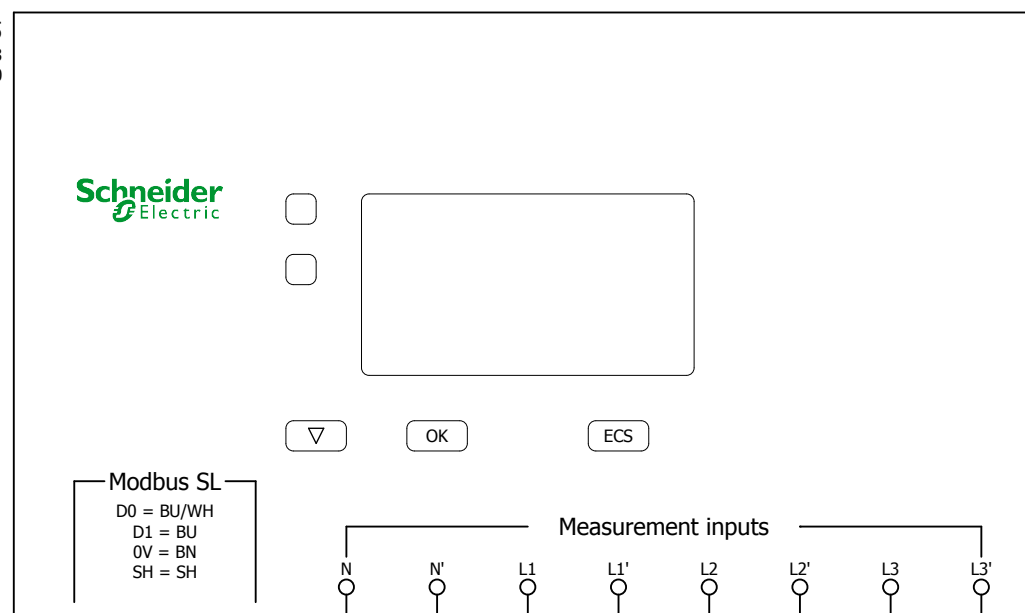 Schneider
Electric
▽
OK
ECS
Modbus SL
D0 = BU/WH
D1 = BU
0V = BN
SH = SH
Measurement inputs
N N' L1 L1' L2 L2' L3 L3'